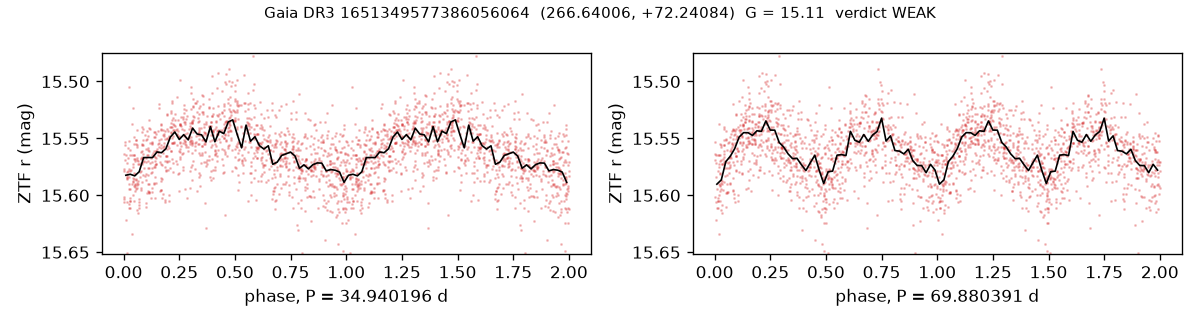 Gaia DR3 1651349577386056064 (266.64006, +72.24084) G = 15.11 verdict WEAK
ZTF r (mag)
15.50
15.55
15.60
15.65
0.00 0.25 0.50 0.75 1.00 1.25 1.50 1.75 2.00
phase, P = 34.940196 d
ZTF r (mag)
15.50
15.55
15.60
15.65
0.00 0.25 0.50 0.75 1.00 1.25 1.50 1.75 2.00
phase, P = 69.880391 d